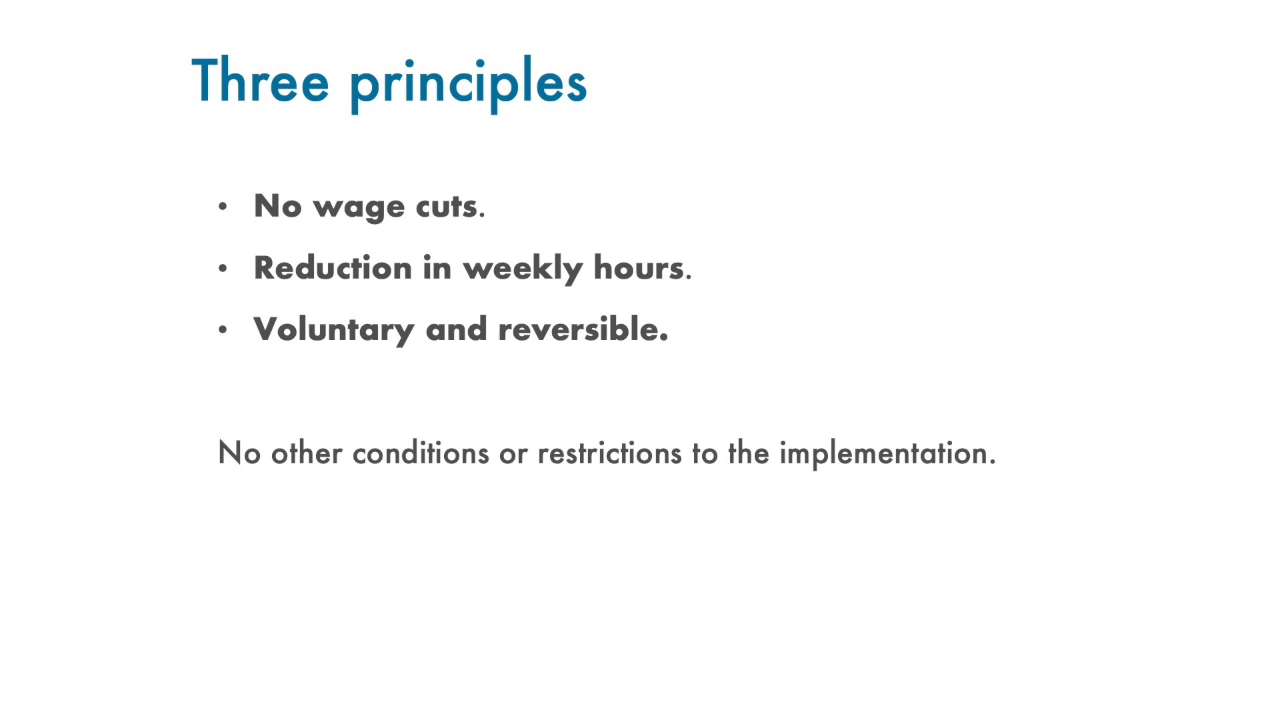 Three principles
• No wage cuts.
• Reduction in weekly hours.
• Voluntary and reversible.
No other conditions or restrictions to the implementation.